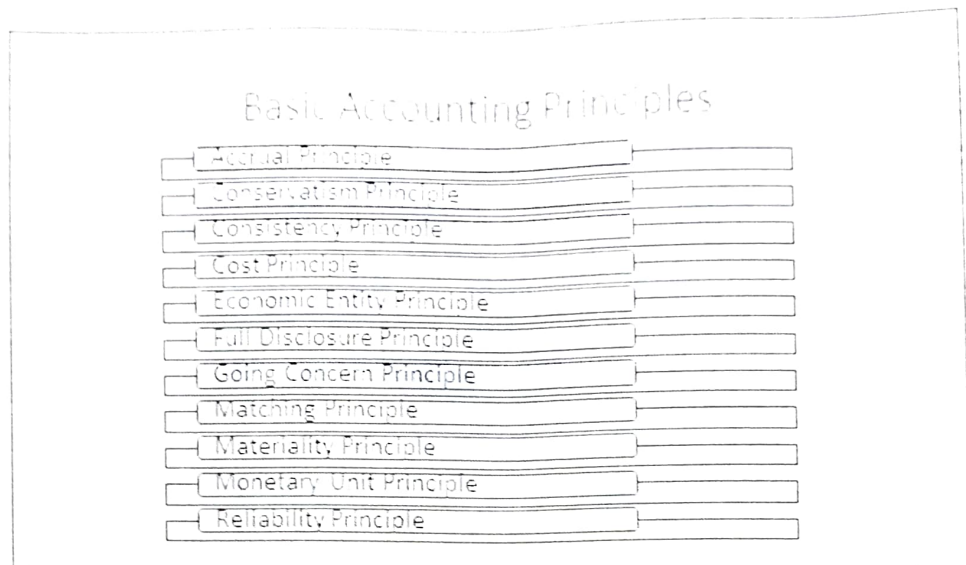 Basic Accounting Principles
Accrual Principle
Conservatism Principle
Consistency Principle
Cost Principle
Economic Entity Principle
Full Disclosure Principle
Going Concern Principle
Matching Principle
Materiality Principle
Monetary Unit Principle
Reliability Principle